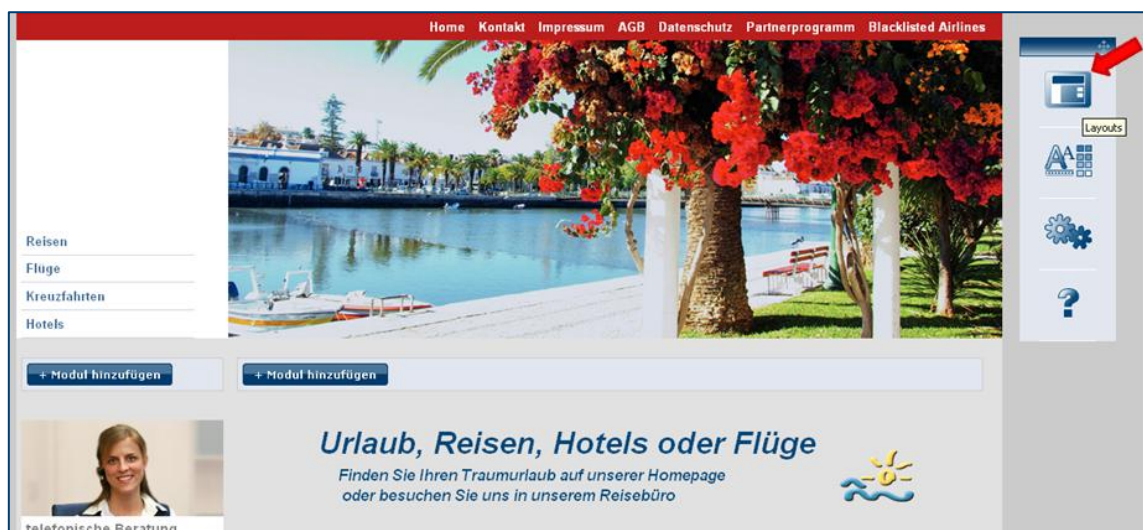 Home Kontakt Impressum AGB Datenschutz Partnerprogramm Blacklisted Airlines
Layouts
Reisen
Flüge
Kreuzfahrten
Hotels
+ Modul hinzufügen
+ Modul hinzufügen
Urlaub, Reisen, Hotels oder Flüge
Finden Sie Ihren Traumurlaub auf unserer Homepage
oder besuchen Sie uns in unserem Reisebüro
telefonische Beratung